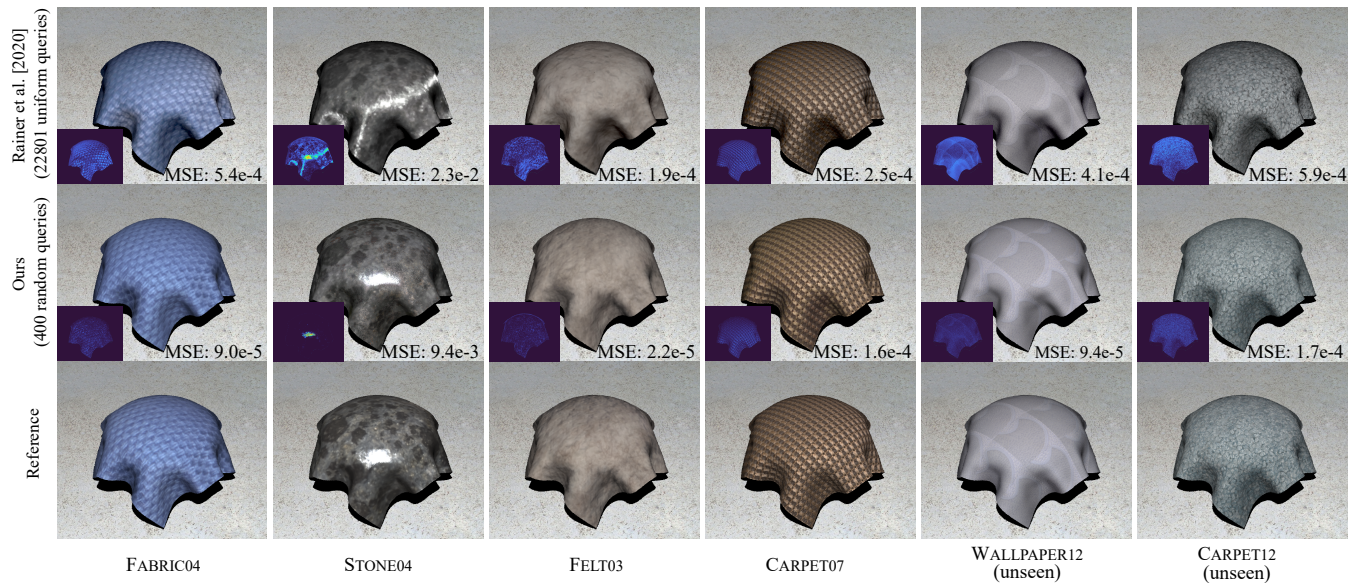 Rainer et al. [2020]
(22801 uniform queries)
MSE: 5.4e-4
MSE: 2.3e-2
MSE: 1.9e-4
MSE: 2.5e-4
MSE: 4.1e-4
MSE: 5.9e-4
Ours
(400 random queries)
MSE: 9.0e-5
MSE: 9.4e-3
MSE: 2.2e-5
MSE: 1.6e-4
MSE: 9.4e-5
MSE: 1.7e-4
Reference
FABRIC04
STONE04
FELT03
CARPET07
WALLPAPER12
(unseen)
CARPET12
(unseen)